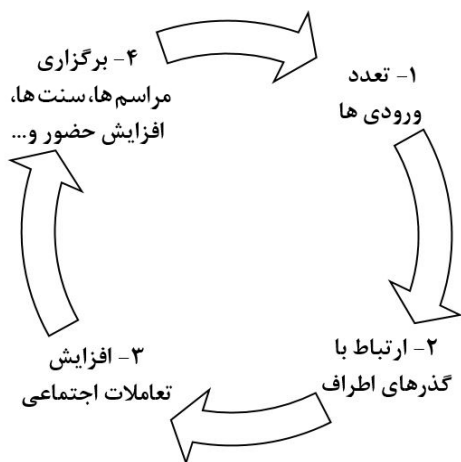 ۱- تعدد
ورودی ها
۲- ارتباط با
گذرهای اطراف
۳- افزایش
تعاملات اجتماعی
۴- برگزاری
مراسم ها، سنت ها،
افزایش حضور و...